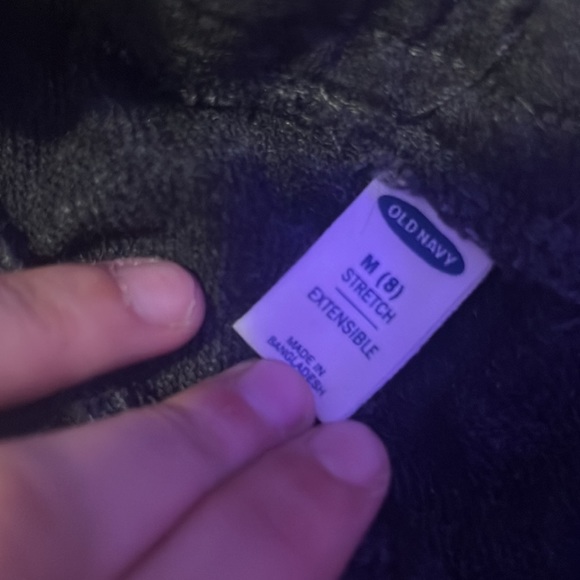 OLD NAVY
M (8)
STRETCH
EXTENSIBLE
MADE IN
BANGLADESH